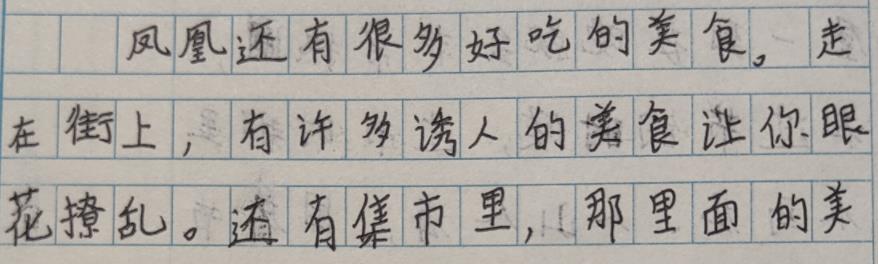 凤凰还有很多好吃的美食。走
在街上，有许多诱人的美食让你眼
花撩乱。还有集市里，那里面的美